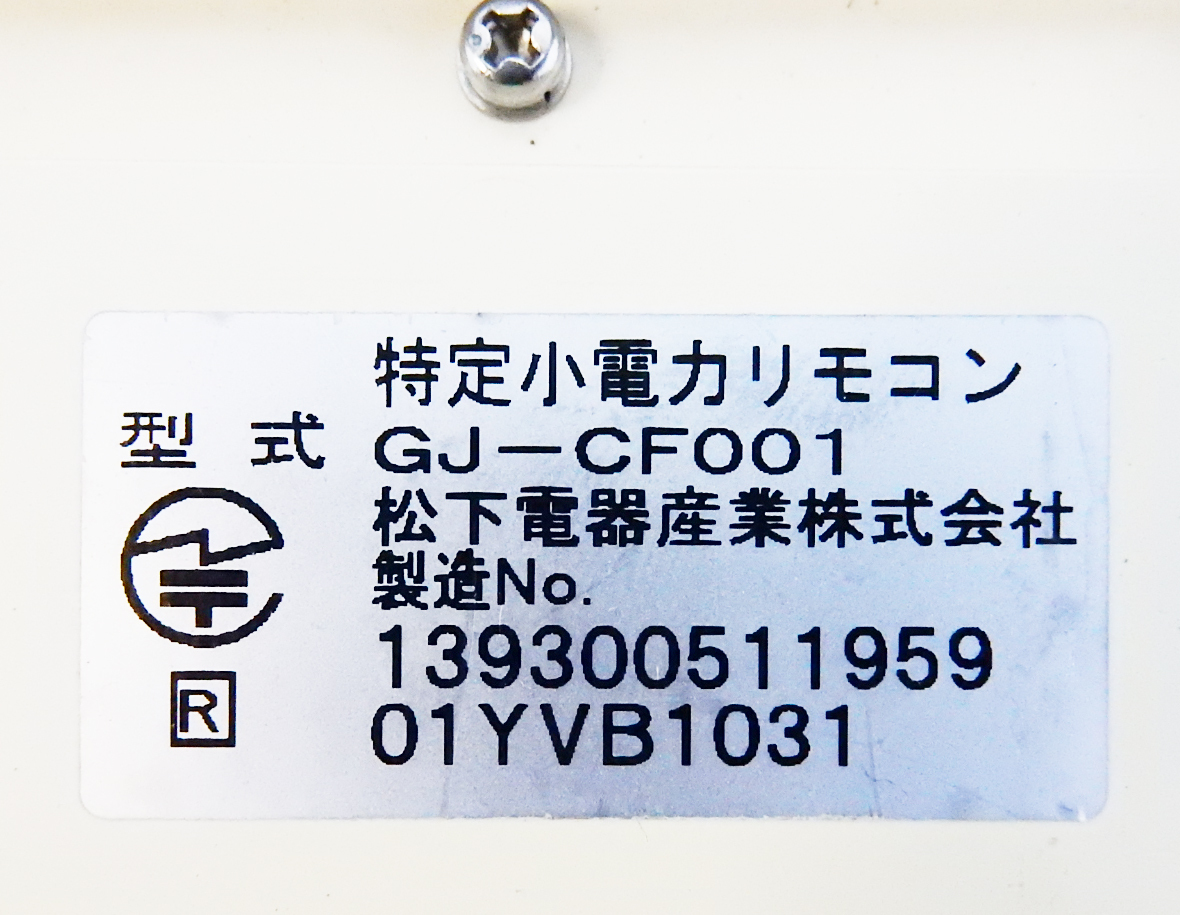 特定小電力リモコン
型式 GJ-CF001
松下電器産業株式会社
製造No.
139300511959
R 01YVB1031